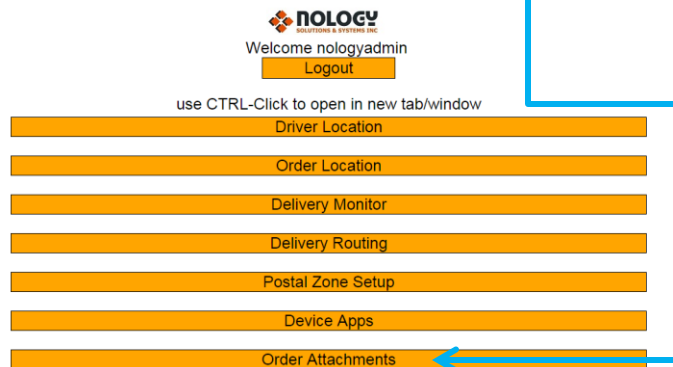 NOLOGY
SOLUTIONS & SYSTEMS INC
Welcome nologyadmin
Logout
use CTRL-Click to open in new tab/window
Driver Location
Order Location
Delivery Monitor
Delivery Routing
Postal Zone Setup
Device Apps
Order Attachments